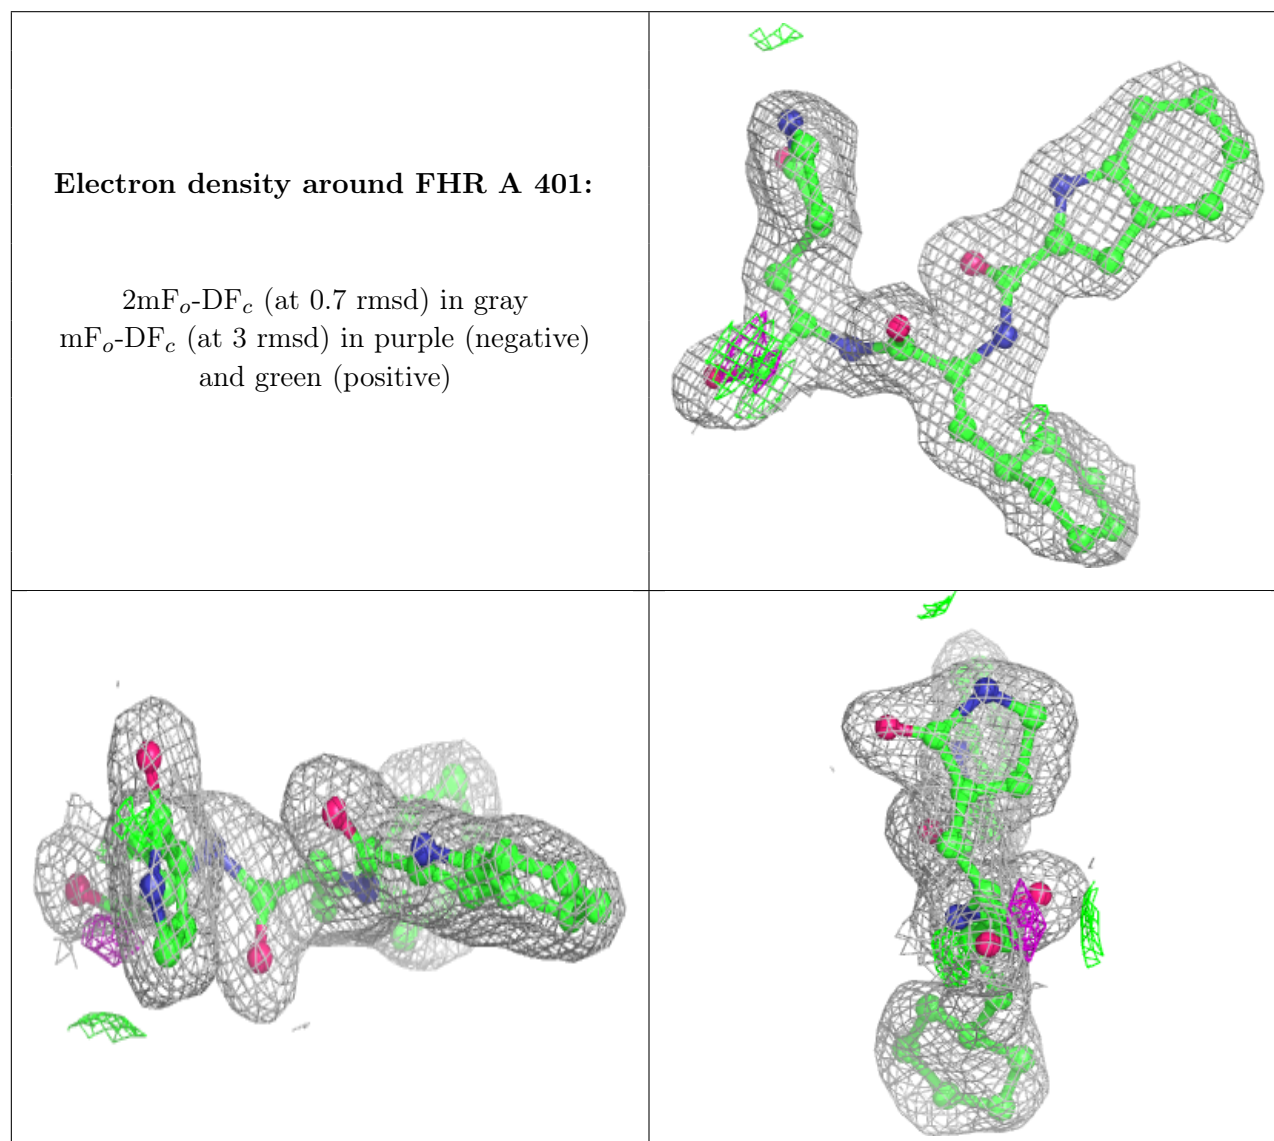 Electron density around FHR A 401:
2mFo-DFc (at 0.7 rmsd) in gray
mFo-DFc (at 3 rmsd) in purple (negative)
and green (positive)